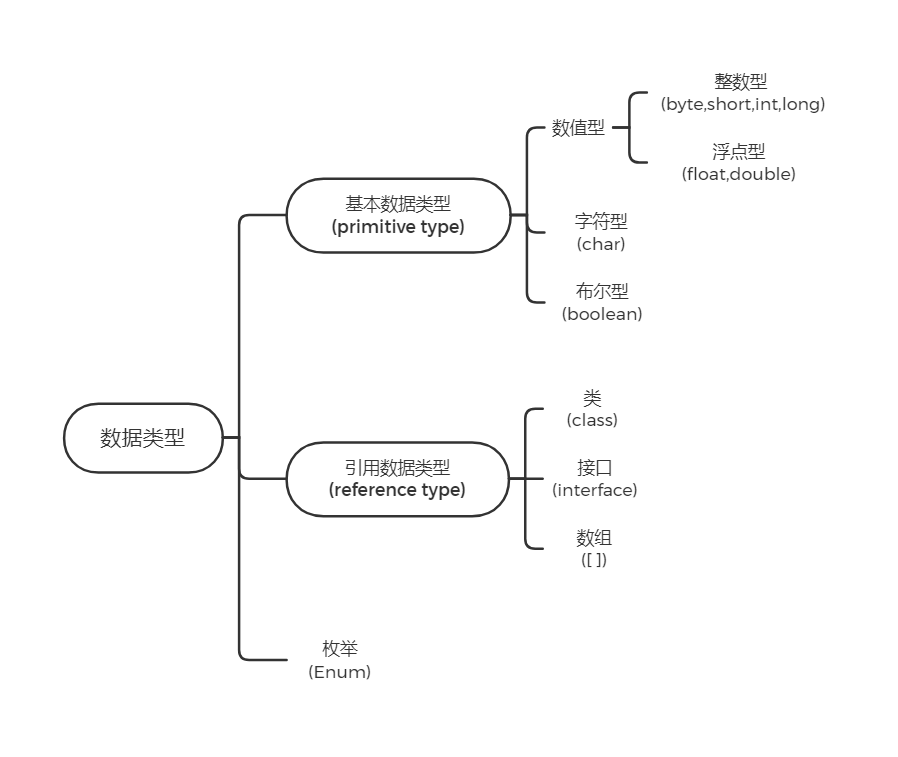 数据类型
基本数据类型
(primitive type)
数值型
整数型
(byte,short,int,long)
浮点型
(float,double)
字符型
(char)
布尔型
(boolean)
引用数据类型
(reference type)
类
(class)
接口
(interface)
数组
([ ])
枚举
(Enum)